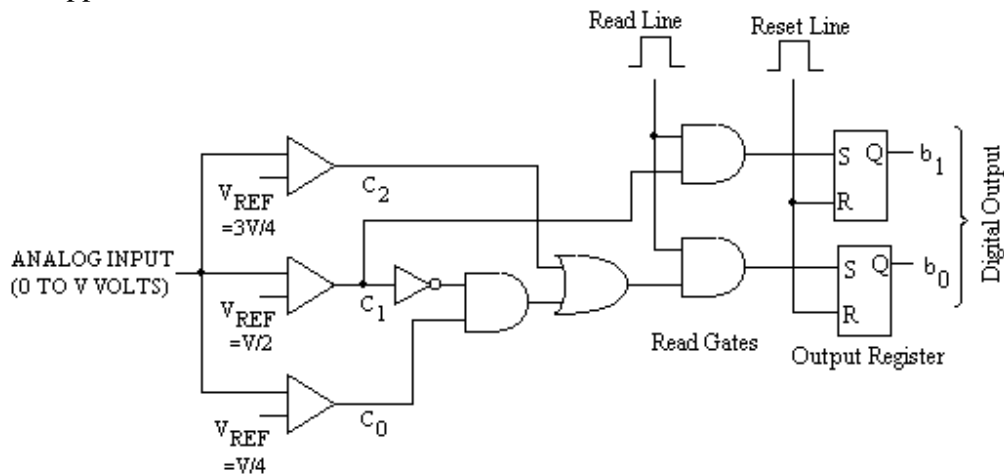 Read Line
Reset Line
S Q b1
R
C2
VREF
=3V/4
Digital Output
ANALOG INPUT
(0 TO V VOLTS)
S Q b0
R
C1
VREF
=V/2
Read Gates
Output Register
C0
VREF
=V/4